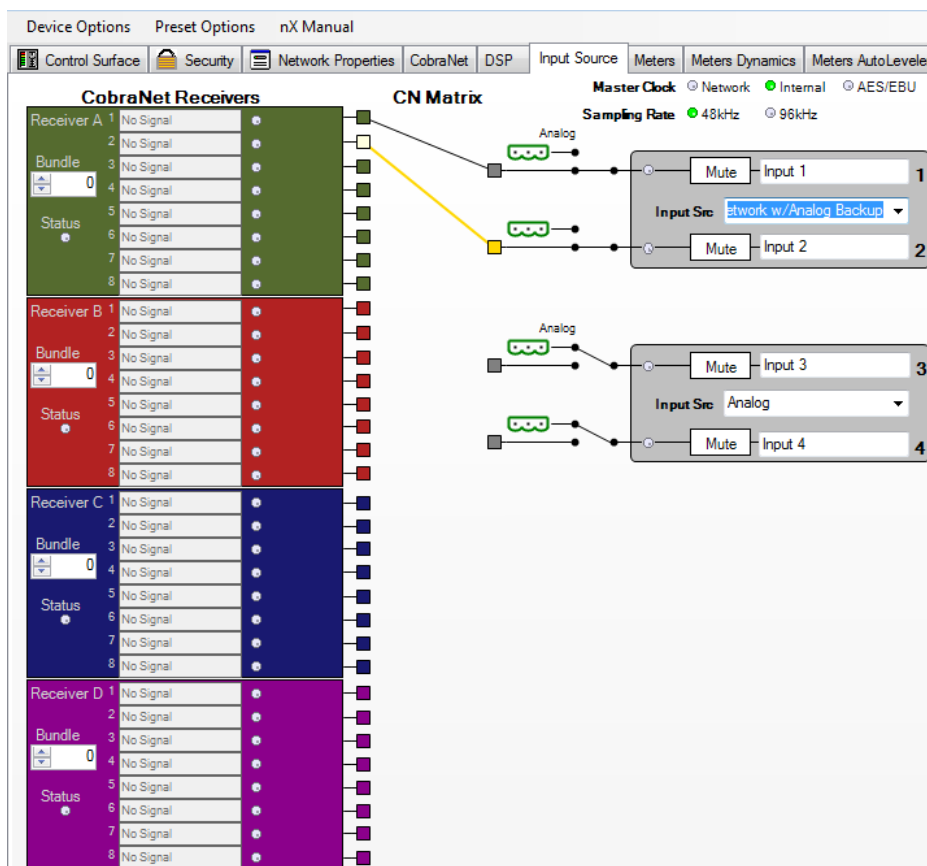 Device Options Preset Options nX Manual
Control Surface Security Network Properties CobraNet DSP Input Source Meters Meters Dynamics Meters AutoLevele
CobraNet Receivers CN Matrix Master Clock Network Internal AES/EBU
Sampling Rate 48kHz 96kHz
Receiver A 1 No Signal
2 No Signal
Bundle 3 No Signal
0 4 No Signal
5 No Signal
Status 6 No Signal
7 No Signal
8 No Signal
Receiver B 1 No Signal
2 No Signal
Bundle 3 No Signal
0 4 No Signal
5 No Signal
Status 6 No Signal
7 No Signal
8 No Signal
Receiver C 1 No Signal
2 No Signal
Bundle 3 No Signal
0 4 No Signal
5 No Signal
Status 6 No Signal
7 No Signal
8 No Signal
Receiver D 1 No Signal
2 No Signal
Bundle 3 No Signal
0 4 No Signal
5 No Signal
Status 6 No Signal
7 No Signal
8 No Signal
Analog
Mute Input 1 1
Input Src etwork w/Analog Backup
Mute Input 2 2
Analog
Mute Input 3 3
Input Src Analog
Mute Input 4 4